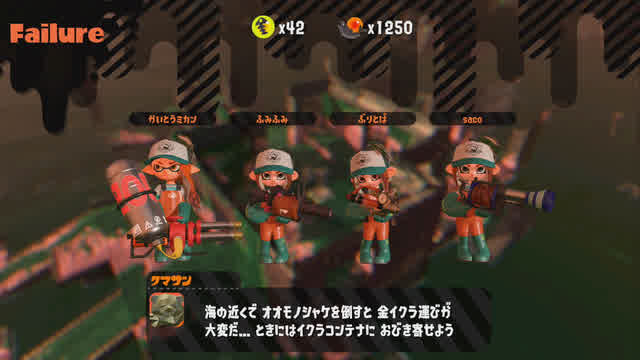 Failure
x42
x1250
かいとうミカン
ふみふみ
ぷりとぱ
saco
クマサン
海の近くで オオモノシャケを倒すと 金イクラ運びが
大変だ... ときにはイクラコンテナに おびき寄せよう